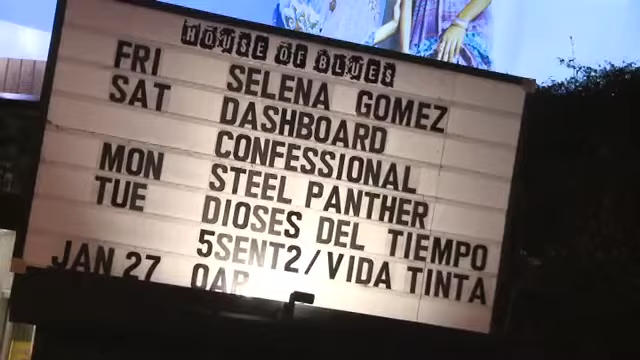 HOUSE OF BLUES
FRI SELENA GOMEZ
SAT DASHBOARD
CONFESSIONAL
MON STEEL PANTHER
TUE DIOSES DEL TIEMPO
5SENT2/VIDA TINTA
JAN 27 OAR